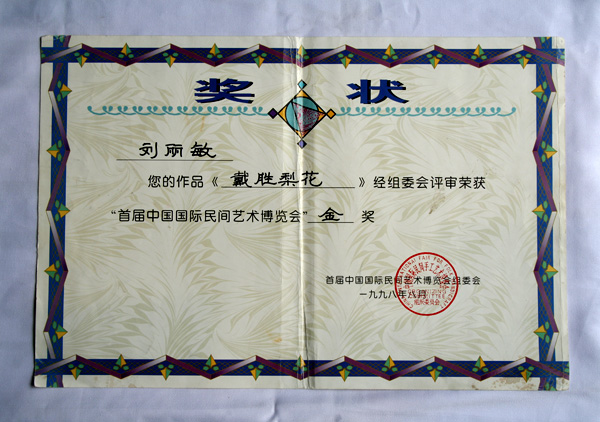 奖状
刘丽敏
您的作品《戴胜梨花》经组委会评审荣获
“首届中国国际民间艺术博览会”金奖
首届中国国际民间艺术博览会组委会
一九九八年八月